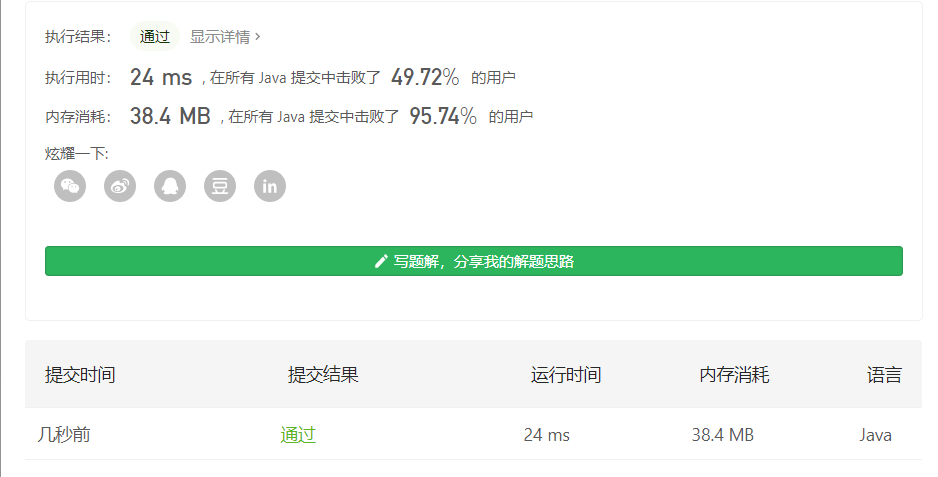 执行结果： 通过 显示详情 ›
执行用时： 24 ms , 在所有 Java 提交中击败了 49.72% 的用户
内存消耗： 38.4 MB , 在所有 Java 提交中击败了 95.74% 的用户
炫耀一下:
豆 in
写题解，分享我的解题思路
提交时间 提交结果 运行时间 内存消耗 语言
几秒前 通过 24 ms 38.4 MB Java